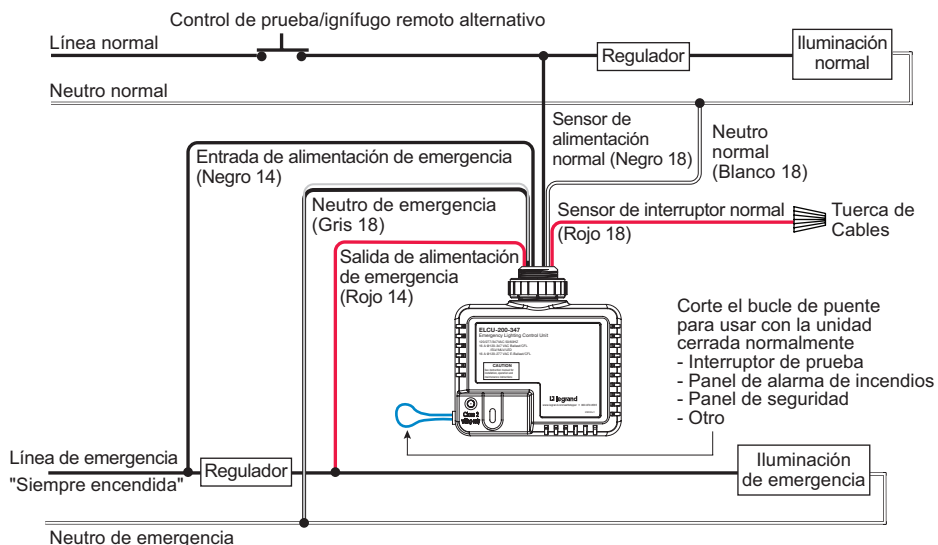 Control de prueba/ignífugo remoto alternativo
Línea normal
Regulador
Iluminación
normal
Neutro normal
Sensor de
alimentación
normal (Negro 18)
Neutro
normal
(Blanco 18)
Entrada de alimentación de emergencia
(Negro 14)
Neutro de emergencia
(Gris 18)
Sensor de interruptor normal
(Rojo 18)
Tuerca de
Cables
Salida de alimentación
de emergencia
(Rojo 14)
ELCU-200-347
Emergency Lighting Control Unit
CAUTION
legrand
Class 2
wiring only
Corte el bucle de puente
para usar con la unidad
cerrada normalmente
- Interruptor de prueba
- Panel de alarma de incendios
- Panel de seguridad
- Otro
Línea de emergencia
"Siempre encendida"
Regulador
Iluminación
de emergencia
Neutro de emergencia